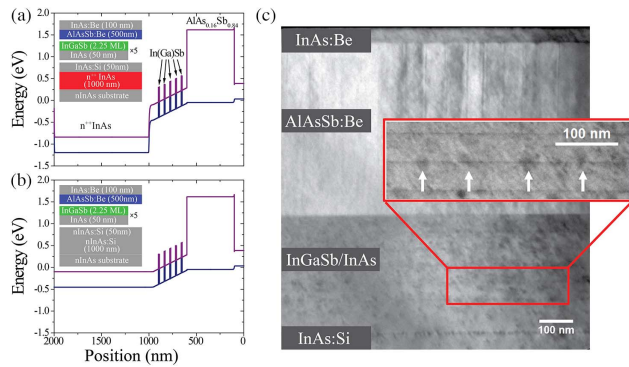 (a)
InAs:Be (100 nm)
AlAsSb:Be 500nm)
InGaSb (2.25 ML)
InAs (50 nm)
×5
InAs:Si (50nm)
n++ InAs
(1000 nm)
nInAs substrate
AlAs0.16Sb0.84
In(Ga)Sb
n++InAs
Energy (eV)
1.5
1.0
0.5
0.0
-0.5
-1.0
-1.5
(b)
InAs:Be (100 nm)
AlAsSb:Be (500nm)
InGaSb (2.25 ML)
InAs (50 nm)
×5
nInAs:Si (50nm)
nInAs:Si
(1000 nm)
nInAs substrate
Energy (eV)
1.5
1.0
0.5
0.0
-0.5
-1.0
-1.5
2000
1500
1000
500
0
Position (nm)
(c)
InAs:Be
AlAsSb:Be
100 nm
InGaSb/InAs
InAs:Si
100 nm